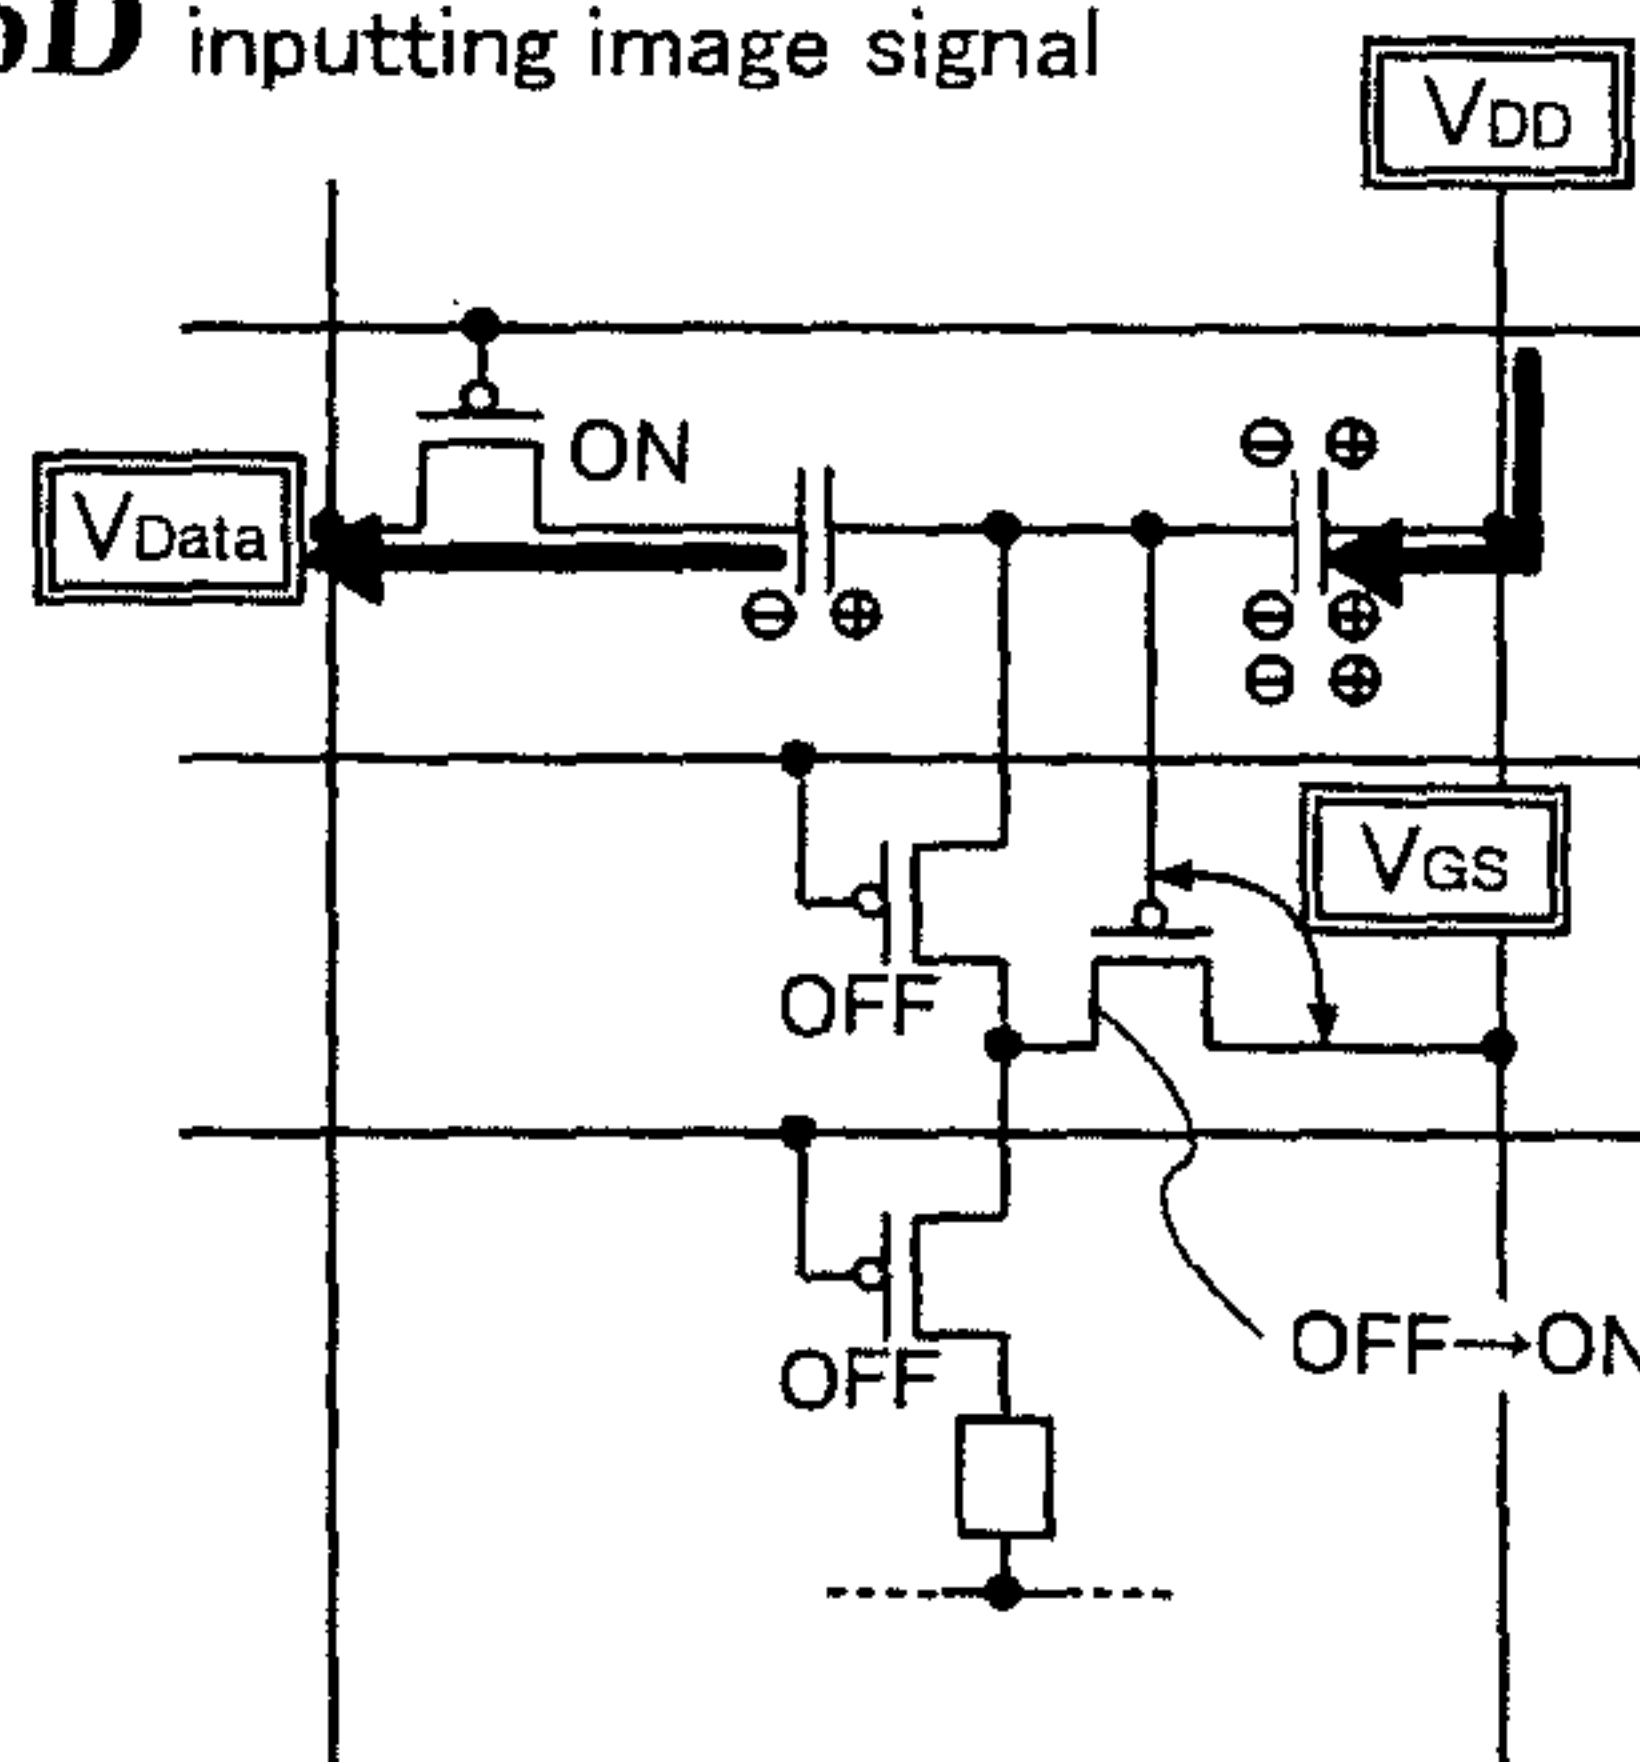 D inputting image signal
VDD
ON
VData
⊖ ⊕
⊖ ⊕
⊖ ⊕
⊖ ⊕
VGS
OFF
OFF→ON
OFF